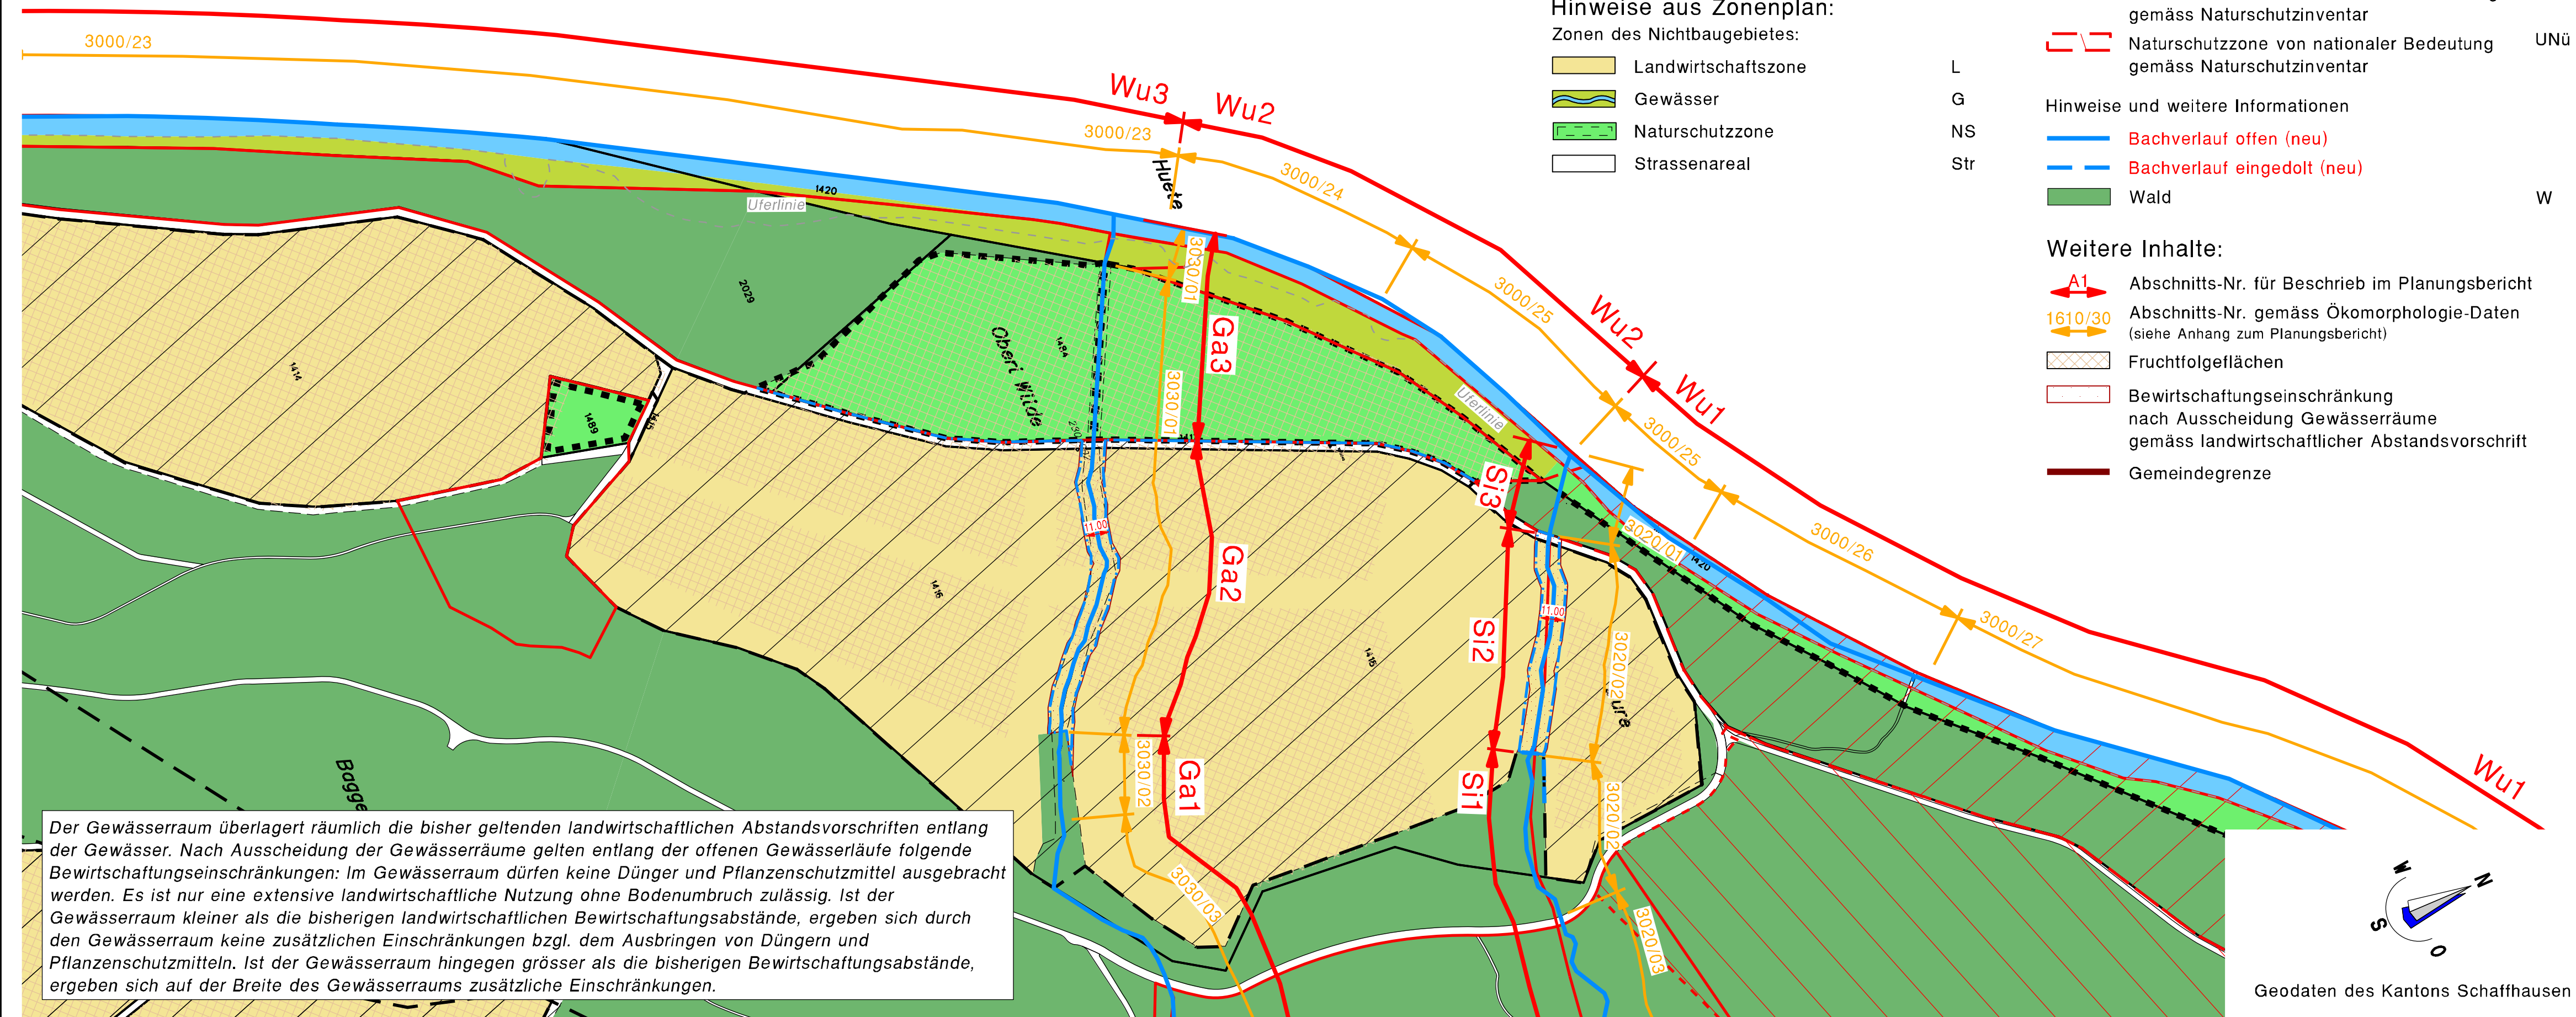 Hinweise aus Zonenplan:
Zonen des Nichtbaugebietes:
Landwirtschaftszone L
Gewässer G
Naturschutzzone NS
Strassenareal Str
gemäss Naturschutzinventar
Naturschutzzone von nationaler Bedeutung UNü
gemäss Naturschutzinventar
Hinweise und weitere Informationen
Bachverlauf offen (neu)
Bachverlauf eingedolt (neu)
Wald W
Weitere Inhalte:
A1 Abschnitts-Nr. für Beschrieb im Planungsbericht
1610/30 Abschnitts-Nr. gemäss Ökomorphologie-Daten
(siehe Anhang zum Planungsbericht)
Fruchtfolgeflächen
Bewirtschaftungseinschränkung
nach Ausscheidung Gewässerräume
gemäss landwirtschaftlicher Abstandsvorschrift
Gemeindegrenze
3000/23
Wu3
Wu2
3000/23
Huete
3000/24
3000/25
Wu2
Wu1
3000/25
3000/26
3000/27
Wu1
1420
Uferlinie
2029
1414
1489
1415
Oberi Wiide
1484
3030/01
Ga3
3030/01
Uferlinie
Si3
3020/01
1420
11.00
Ga2
11.00
1416
1415
Si2
3020/02
3030/02
Ga1
Si1
3020/02
3030/03
3020/03
Bagge
Der Gewässerraum überlagert räumlich die bisher geltenden landwirtschaftlichen Abstandsvorschriften entlang
der Gewässer. Nach Ausscheidung der Gewässerräume gelten entlang der offenen Gewässerläufe folgende
Bewirtschaftungseinschränkungen: Im Gewässerraum dürfen keine Dünger und Pflanzenschutzmittel ausgebracht
werden. Es ist nur eine extensive landwirtschaftliche Nutzung ohne Bodenumbruch zulässig. Ist der
Gewässerraum kleiner als die bisherigen landwirtschaftlichen Bewirtschaftungsabstände, ergeben sich durch
den Gewässerraum keine zusätzlichen Einschränkungen bzgl. dem Ausbringen von Düngern und
Pflanzenschutzmitteln. Ist der Gewässerraum hingegen grösser als die bisherigen Bewirtschaftungsabstände,
ergeben sich auf der Breite des Gewässerraums zusätzliche Einschränkungen.
W
N
S
O
Geodaten des Kantons Schaffhausen